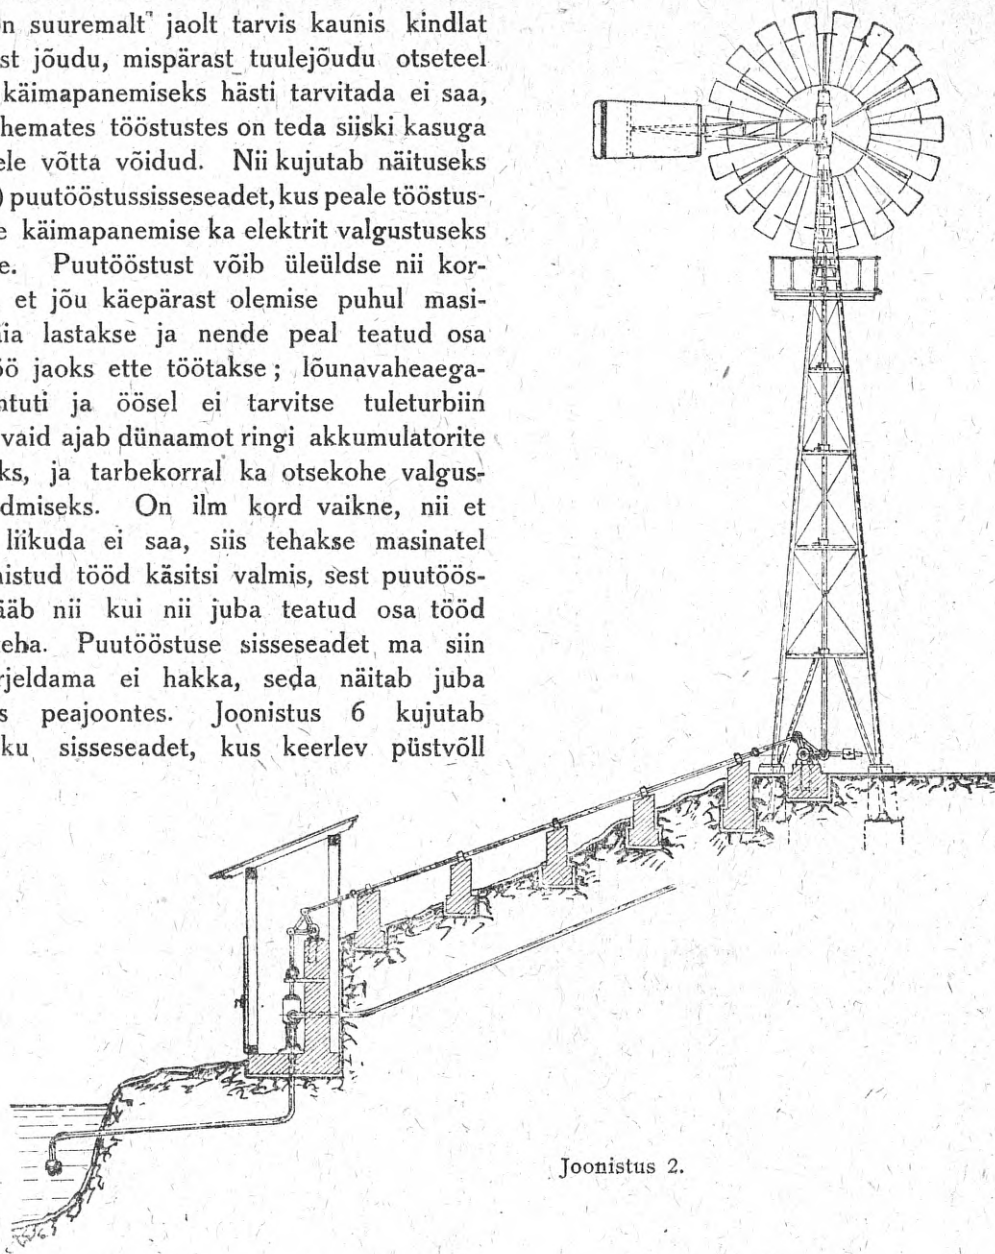 n suuremalt jaolt tarvis kaunis kindlat
st jõudu, mispärast tuulejõudu otseteel
käimapanemiseks hästi tarvitada ei saa,
hemates tööstustes on teda siiski kasuga
ele võtta võidud. Nii kujutab näituseks
) puutööstussisseseadet, kus peale tööstus-
e käimapanemise ka elektrit valgustuseks
e. Puutööstust võib üleüldse nii kor-
et jõu käepärast olemise puhul masi-
ia lastakse ja nende peal teatud osa
öö jaoks ette töötakse; lõunavaheaega-
ntuti ja öösel ei tarvitse tuleturbiin
vaid ajab dünaamot ringi akkumulatorite
ks, ja tarbekorral ka otsekohe valgus-
dmiseks. On ilm kord vaikne, nii et
liikuda ei saa, siis tehakse masinatel
nistud tööd käsitsi valmis, sest puutöös-
ääb nii kui nii juba teatud osa tööd
eha. Puutööstuse sisseseadet ma siin
rjeldama ei hakka, seda näitab juba
s peajoontes. Joonistus 6 kujutab
ku sisseseadet, kus keerlev püstvõll
Joonistus 2.